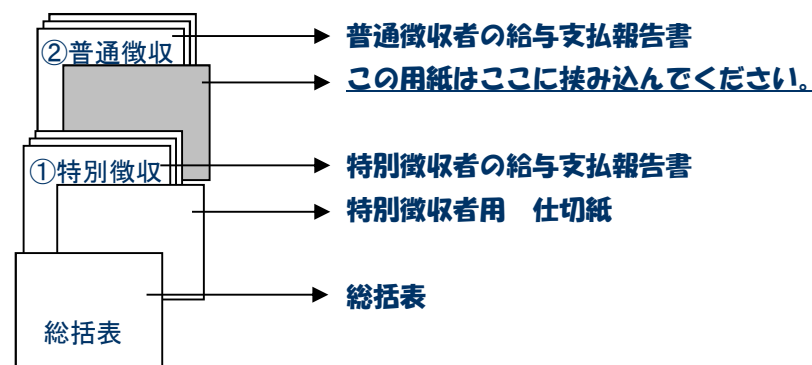 ②普通徴収
普通徴収者の給与支払報告書
この用紙はここに挟み込んでください。
①特別徴収
特別徴収者の給与支払報告書
特別徴収者用　仕切紙
総括表
総括表